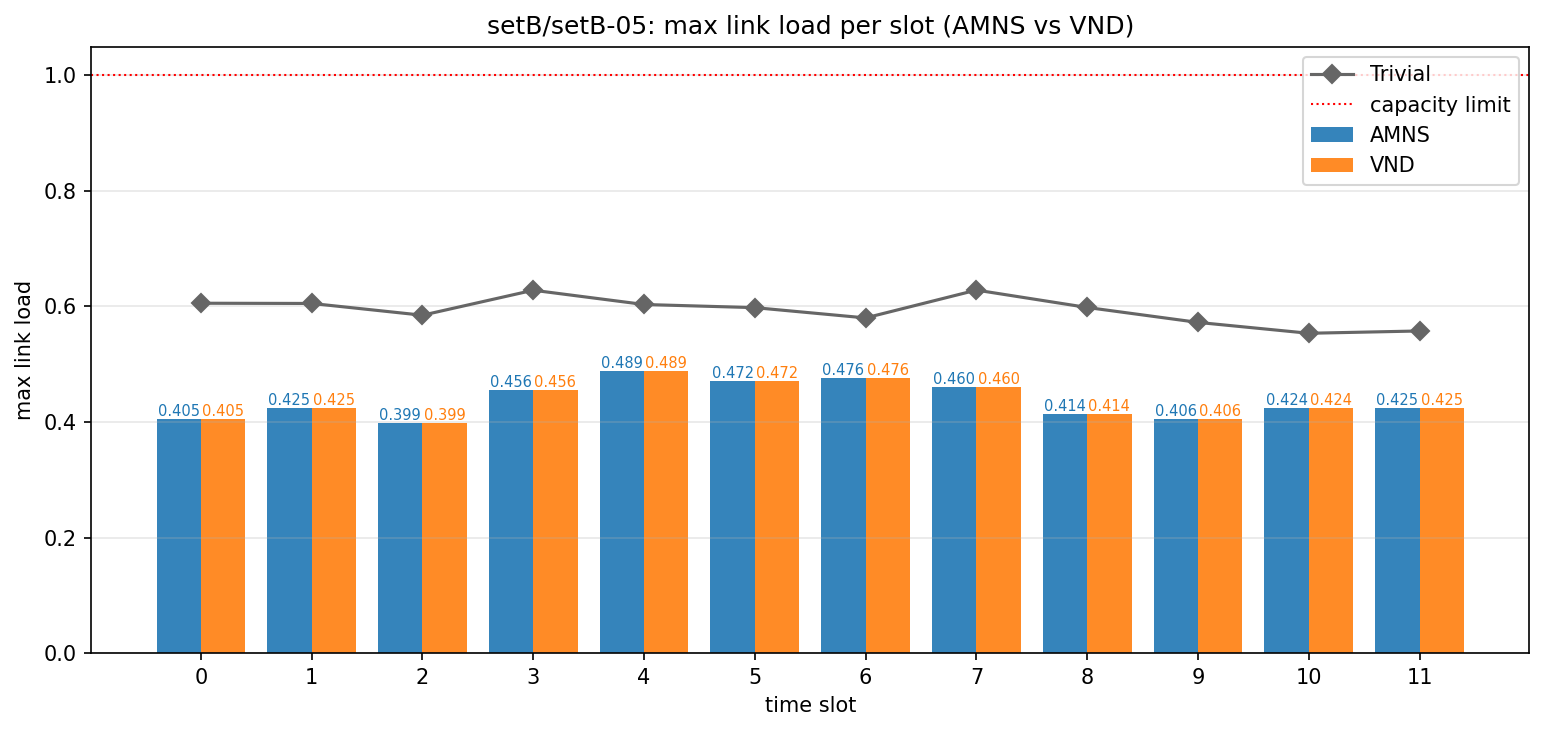 setB/setB-05: max link load per slot (AMNS vs VND)
1.0
0.8
0.6
0.4
0.2
0.0
max link load
Trivial
capacity limit
AMNS
VND
0.405 0.405
0.425 0.425
0.399 0.399
0.456 0.456
0.489 0.489
0.472 0.472
0.476 0.476
0.460 0.460
0.414 0.414
0.406 0.406
0.424 0.424
0.425 0.425
0 1 2 3 4 5 6 7 8 9 10 11
time slot